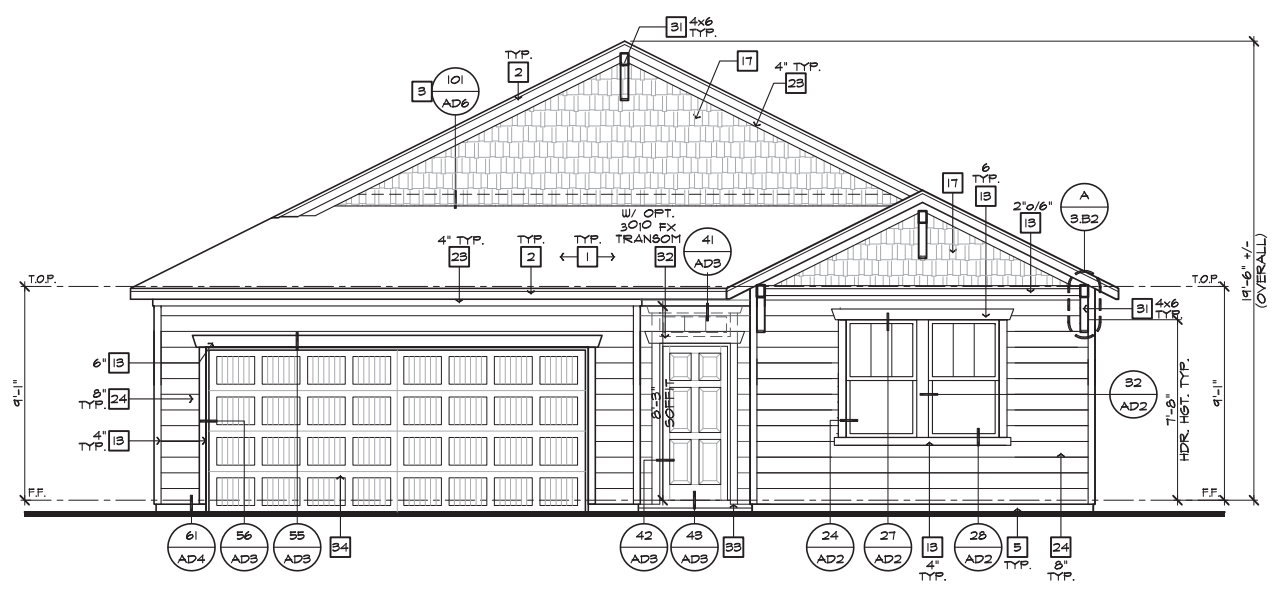 31 4x6
TYP.
TYP.
2
3 101
AD6
17
4" TYP.
23
17
6
TYP.
13
2"o/6"
13
A
3.B2
19'-6" +/-
(OVERALL)
W/ OPT.
3010 FX
TRANSOM
32
41
AD3
4" TYP.
23
TYP.
2
TYP.
1
T.O.P.
T.O.P.
31 4x6
TYP.
6" 13
8"
TYP. 24
4"
TYP. 13
9'-1"
8'-3"
SOFFIT
32
AD2
7'-8"
HDR. HGT. TYP.
9'-1"
F.F.
F.F.
61
AD4
56
AD3
55
AD3
34
42
AD3
43
AD3
33
24
AD2
27
AD2
13
4"
TYP.
28
AD2
5
TYP.
24
8"
TYP.